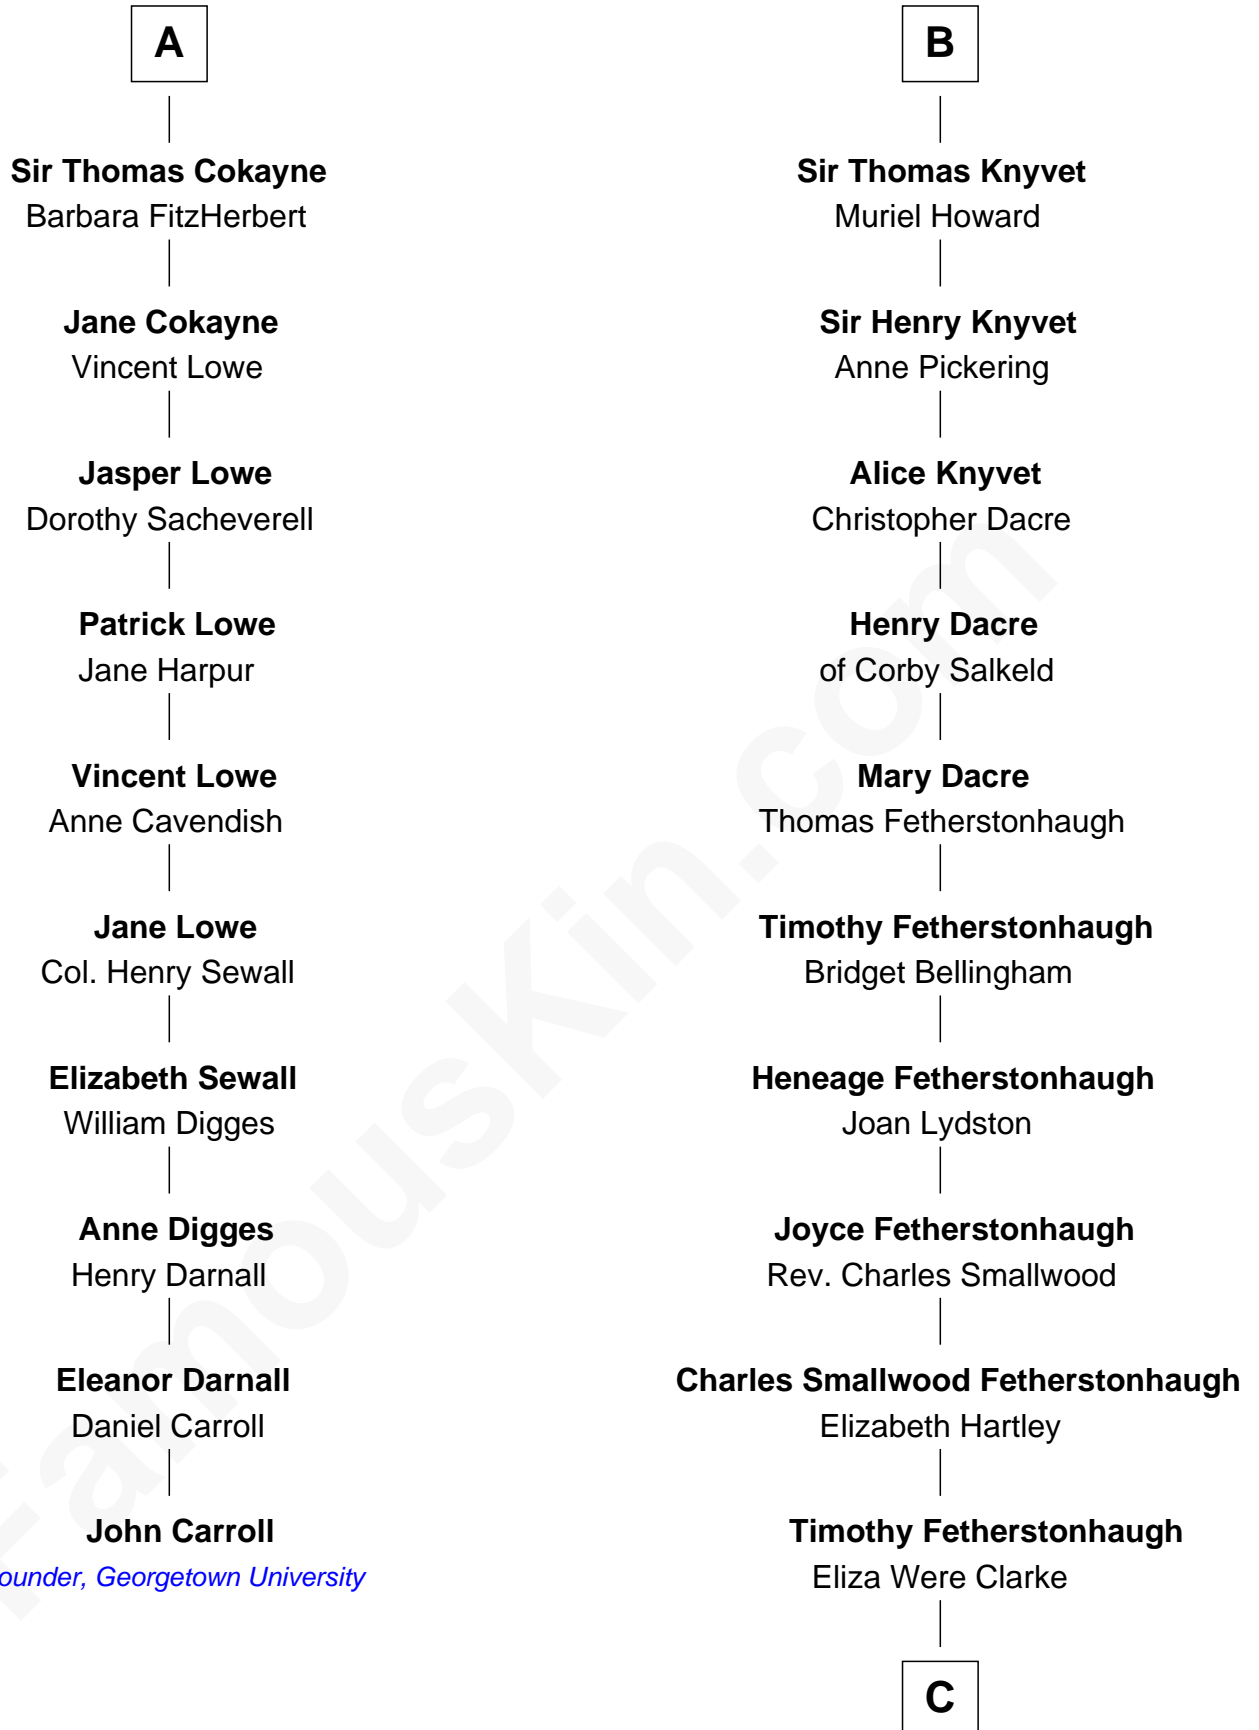 A
Sir Thomas Cokayne
Barbara FitzHerbert
Jane Cokayne
Vincent Lowe
Jasper Lowe
Dorothy Sacheverell
Patrick Lowe
Jane Harpur
Vincent Lowe
Anne Cavendish
Jane Lowe
Col. Henry Sewall
Elizabeth Sewall
William Digges
Anne Digges
Henry Darnall
Eleanor Darnall
Daniel Carroll
John Carroll
ounder, Georgetown University
B
Sir Thomas Knyvet
Muriel Howard
Sir Henry Knyvet
Anne Pickering
Alice Knyvet
Christopher Dacre
Henry Dacre
of Corby Salkeld
Mary Dacre
Thomas Fetherstonhaugh
Timothy Fetherstonhaugh
Bridget Bellingham
Heneage Fetherstonhaugh
Joan Lydston
Joyce Fetherstonhaugh
Rev. Charles Smallwood
Charles Smallwood Fetherstonhaugh
Elizabeth Hartley
Timothy Fetherstonhaugh
Eliza Were Clarke
C
FamousKin.com